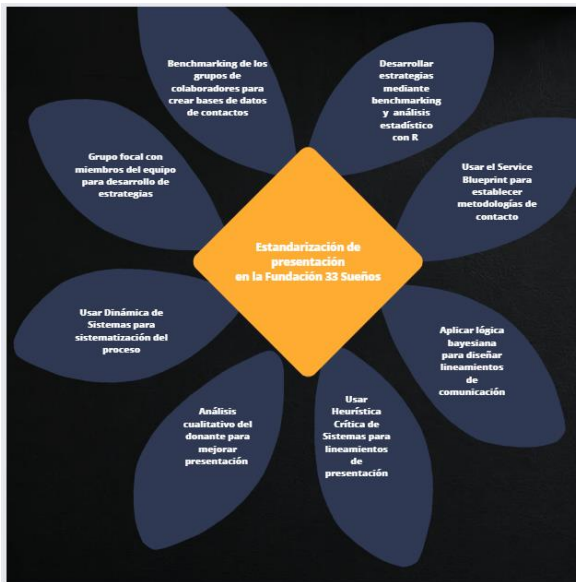 Benchmarking de los
grupos de
colaboradores para
crear bases de datos
de contactos
Desarrollar
estrategias
mediante
benchmarking
y análisis
estadístico
con R
Grupo focal con
miembros del equipo
para desarrollo de
estrategias
Usar el Service
Blueprint para
establecer
metodologías de
contacto
Estandarización de
presentación
en la Fundación 33 Sueños
Usar Dinámica de
Sistemas para
sistematización del
proceso
Aplicar lógica
bayesiana
para diseñar
lineamientos
de
comunicación
Análisis
cualitativo del
donante para
mejorar
presentación
Usar
Heurística
Crítica de
Sistemas para
lineamientos
de
presentación